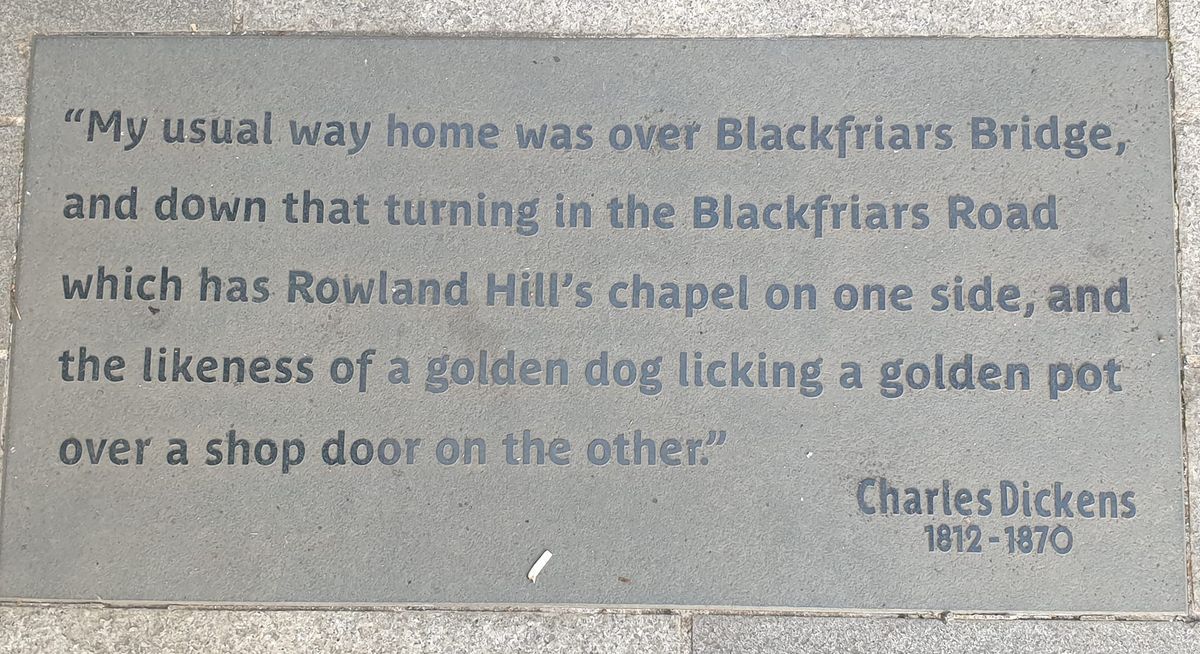 “My usual way home was over Blackfriars Bridge,
and down that turning in the Blackfriars Road
which has Rowland Hill’s chapel on one side, and
the likeness of a golden dog licking a golden pot
over a shop door on the other.”
Charles Dickens
1812 - 1870